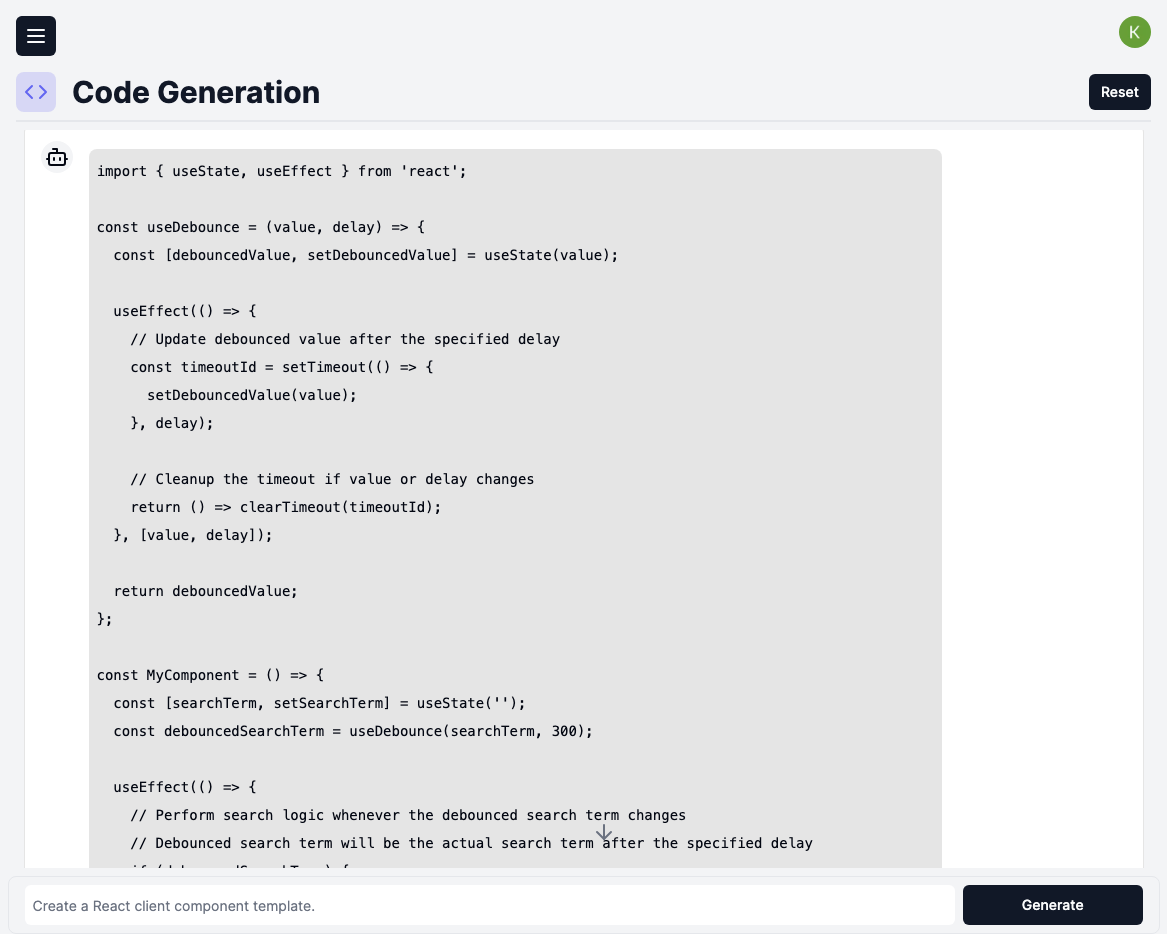 K
Code Generation
Reset
import { useState, useEffect } from 'react';
const useDebounce = (value, delay) => {
  const [debouncedValue, setDebouncedValue] = useState(value);
  useEffect(() => {
    // Update debounced value after the specified delay
    const timeoutId = setTimeout(() => {
      setDebouncedValue(value);
    }, delay);
    // Cleanup the timeout if value or delay changes
    return () => clearTimeout(timeoutId);
  }, [value, delay]);
  return debouncedValue;
};
const MyComponent = () => {
  const [searchTerm, setSearchTerm] = useState('');
  const debouncedSearchTerm = useDebounce(searchTerm, 300);
  useEffect(() => {
    // Perform search logic whenever the debounced search term changes
    // Debounced search term will be the actual search term after the specified delay
Create a React client component template.
Generate